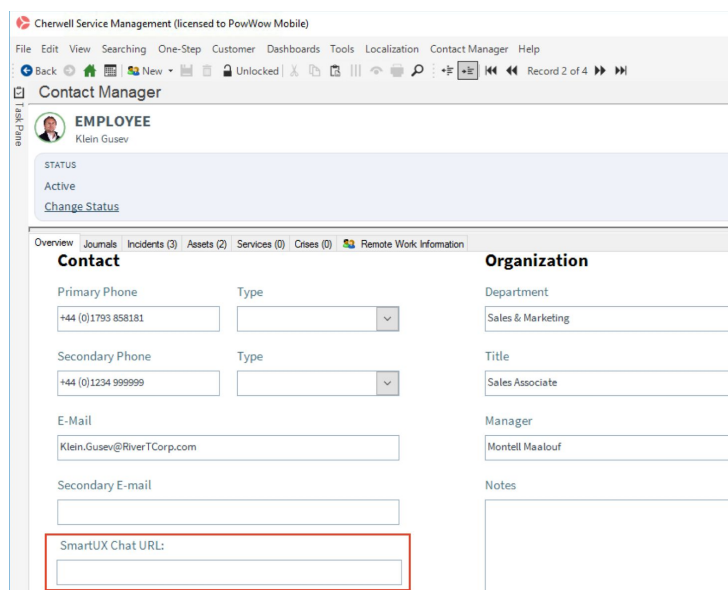 Cherwell Service Management (licensed to PowWow Mobile)
File Edit View Searching One-Step Customer Dashboards Tools Localization Contact Manager Help
Back New Unlocked Record 2 of 4
Contact Manager
Task Pane
EMPLOYEE
Klein Gusev
STATUS
Active
Change Status
Overview Journals Incidents (3) Assets (2) Services (0) Crises (0) Remote Work Information
Contact Organization
Primary Phone Type Department
+44 (0)1793 858181 Sales & Marketing
Secondary Phone Type Title
+44 (0)1234 999999 Sales Associate
E-Mail Manager
Klein.Gusev@RiverTCorp.com Montell Maalouf
Secondary E-mail Notes
SmartUX Chat URL: